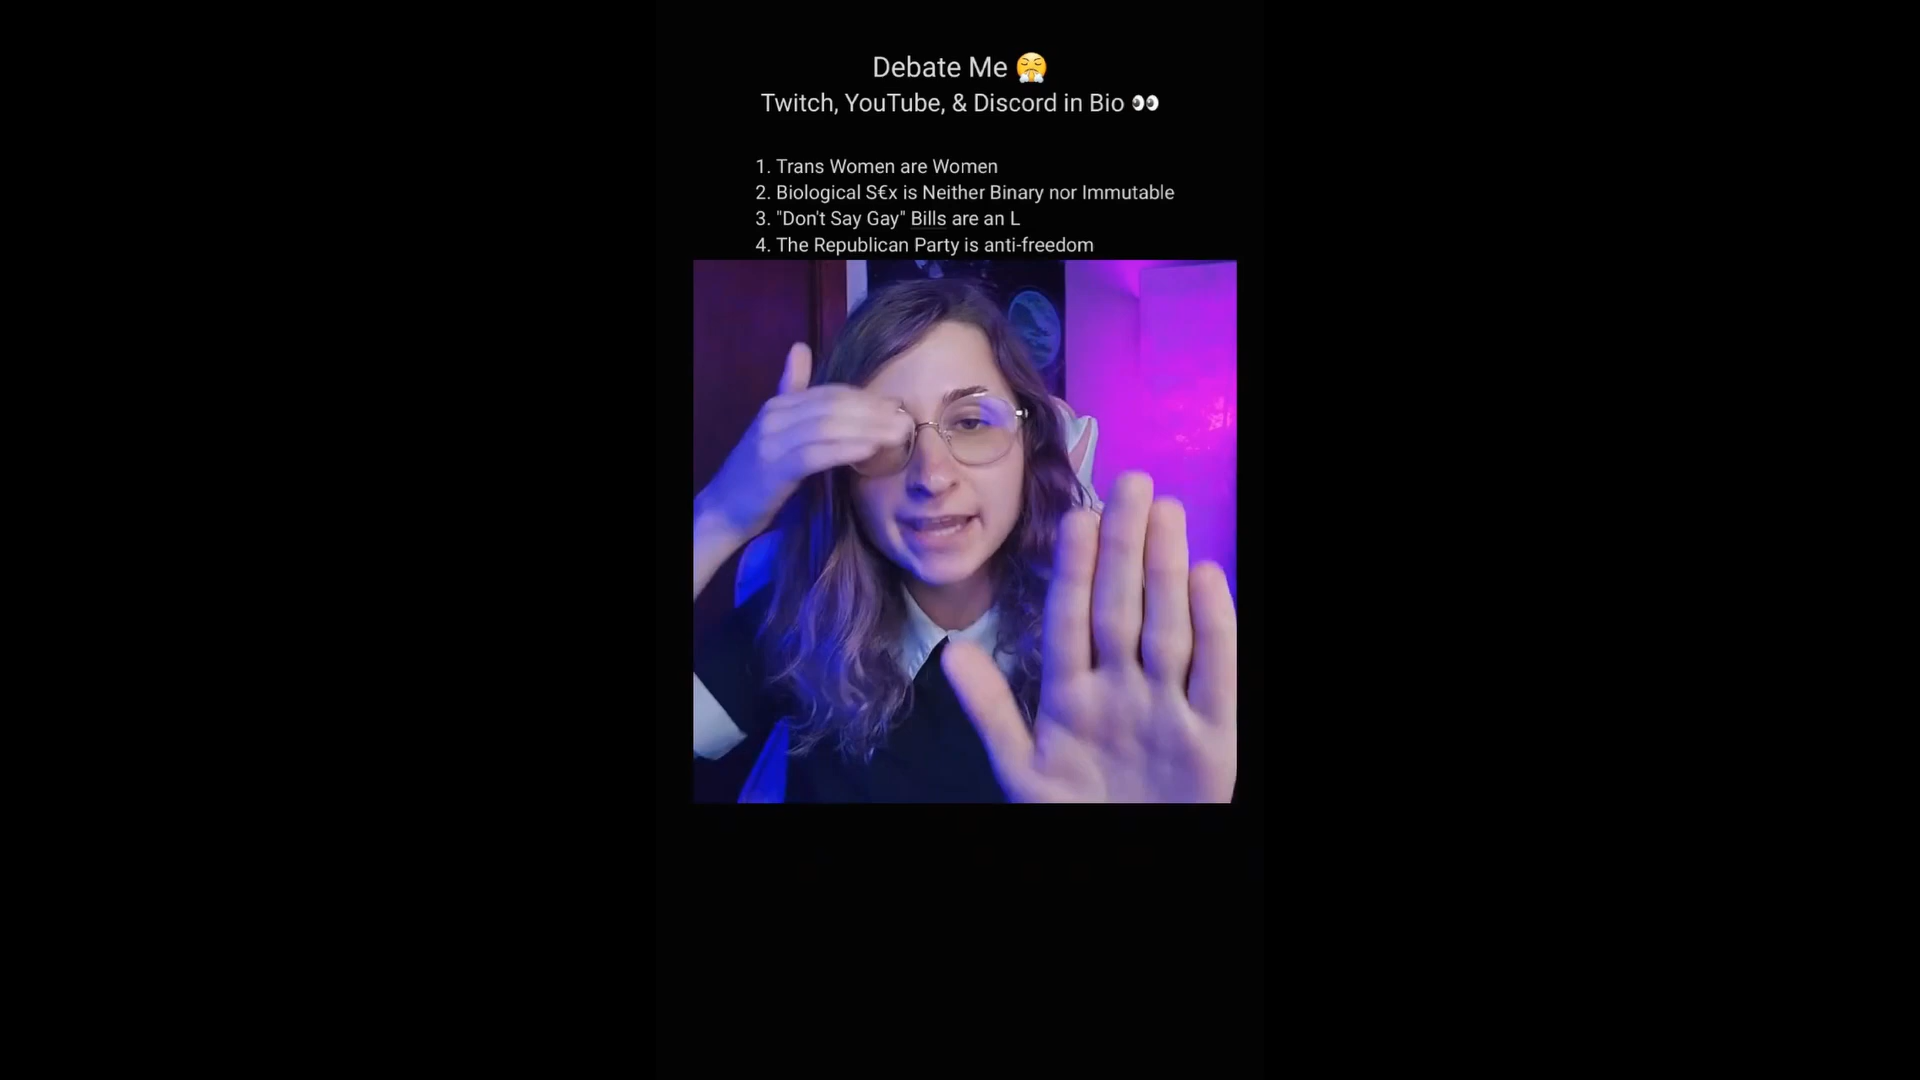 Debate Me 😤
Twitch, YouTube, & Discord in Bio 👀
1. Trans Women are Women
2. Biological S€x is Neither Binary nor Immutable
3. "Don't Say Gay" Bills are an L
4. The Republican Party is anti-freedom